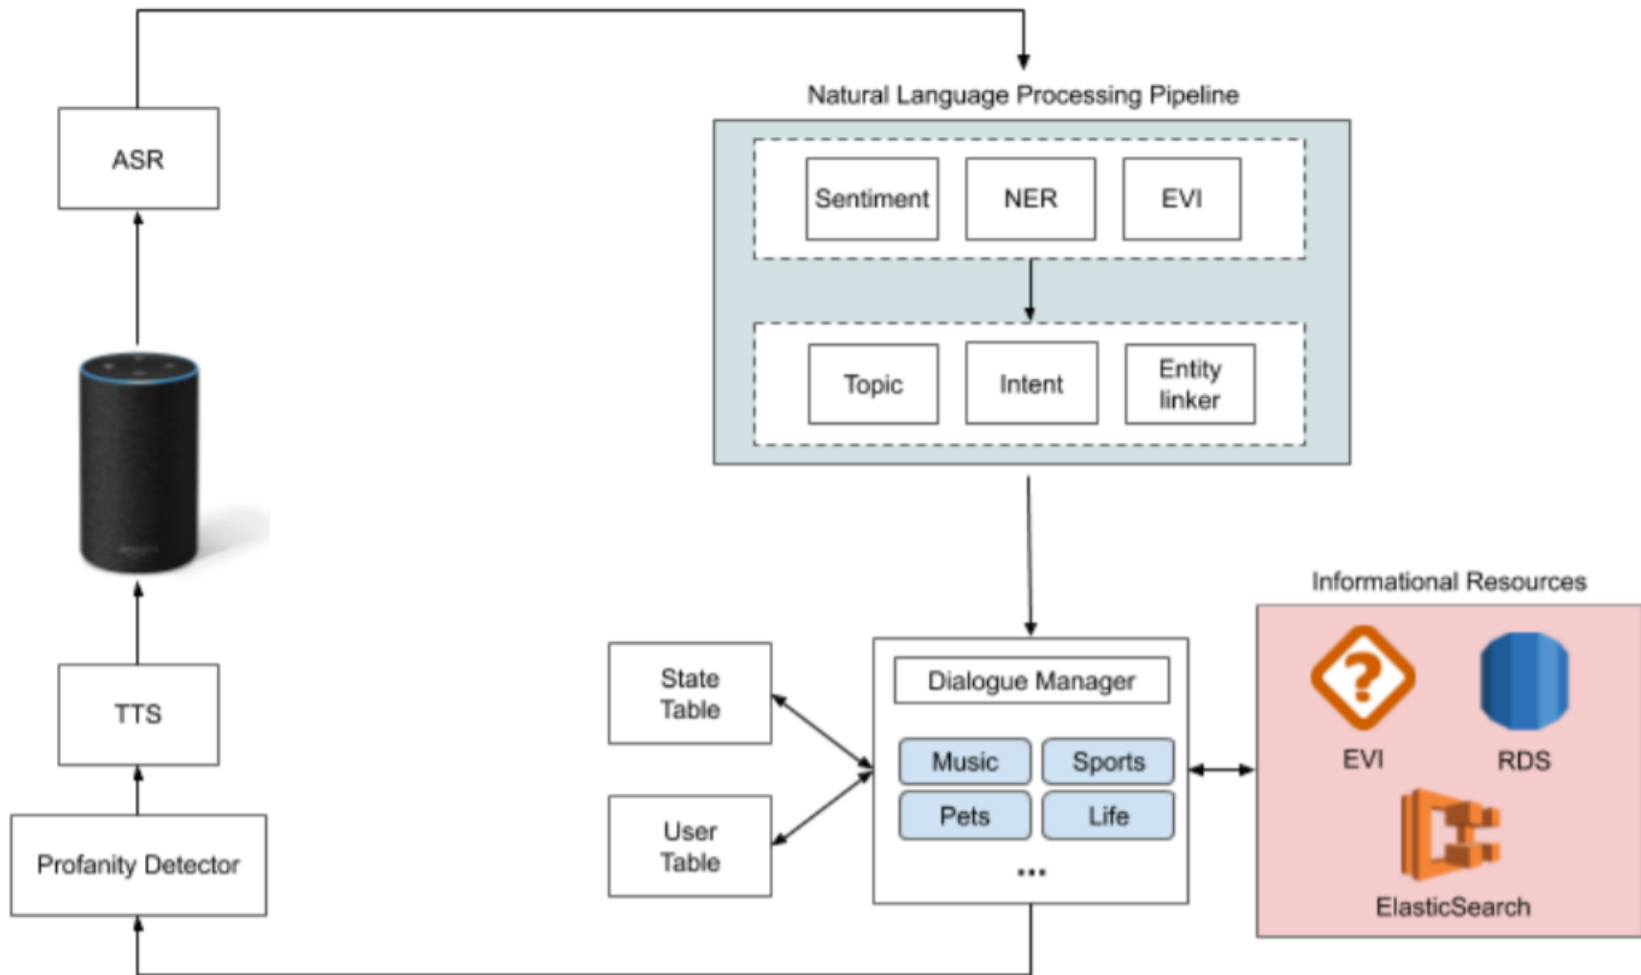 Natural Language Processing Pipeline
ASR
Sentiment
NER
EVI
Topic
Intent
Entity
linker
Informational Resources
State
Table
Dialogue Manager
TTS
Music
Sports
EVI
RDS
Pets
Life
User
Table
Profanity Detector
...
ElasticSearch